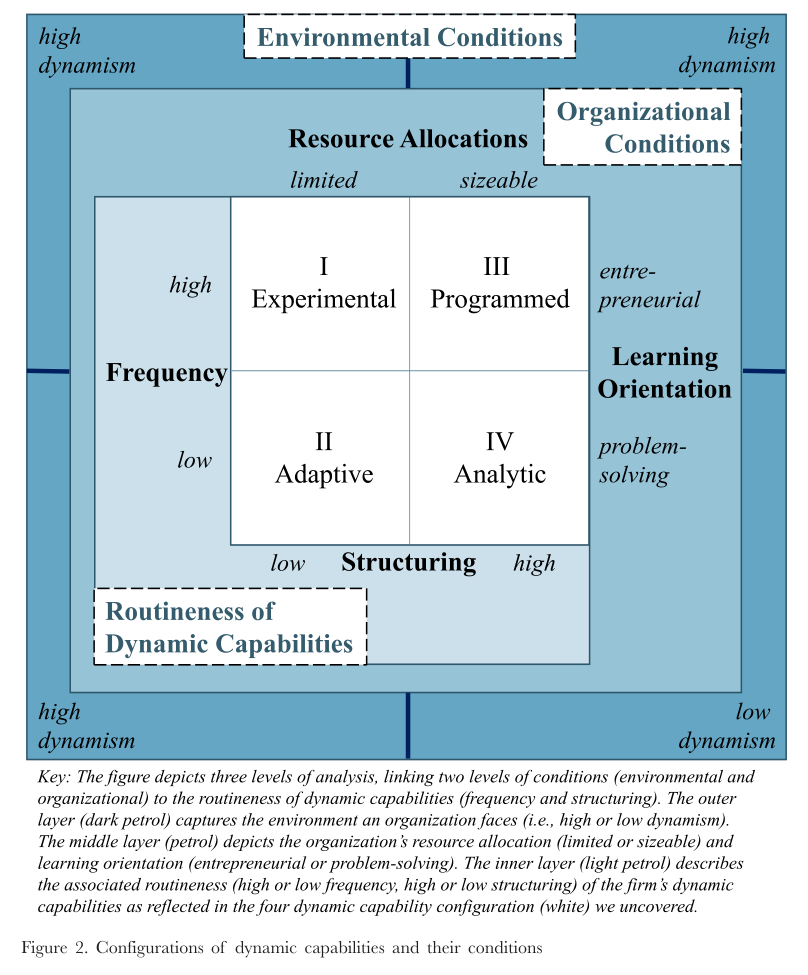 high
dynamism
Environmental Conditions
high
dynamism
Organizational
Conditions
Resource Allocations
limited
sizeable
high
I
Experimental
III
Programmed
entre-
preneurial
Frequency
Learning
Orientation
low
II
Adaptive
IV
Analytic
problem-
solving
low
Structuring
high
Routineness of
Dynamic Capabilities
high
dynamism
low
dynamism
Key: The figure depicts three levels of analysis, linking two levels of conditions (environmental and
organizational) to the routineness of dynamic capabilities (frequency and structuring). The outer
layer (dark petrol) captures the environment an organization faces (i.e., high or low dynamism).
The middle layer (petrol) depicts the organization's resource allocation (limited or sizeable) and
learning orientation (entrepreneurial or problem-solving). The inner layer (light petrol) describes
the associated routineness (high or low frequency, high or low structuring) of the firm's dynamic
capabilities as reflected in the four dynamic capability configuration (white) we uncovered.
Figure 2. Configurations of dynamic capabilities and their conditions